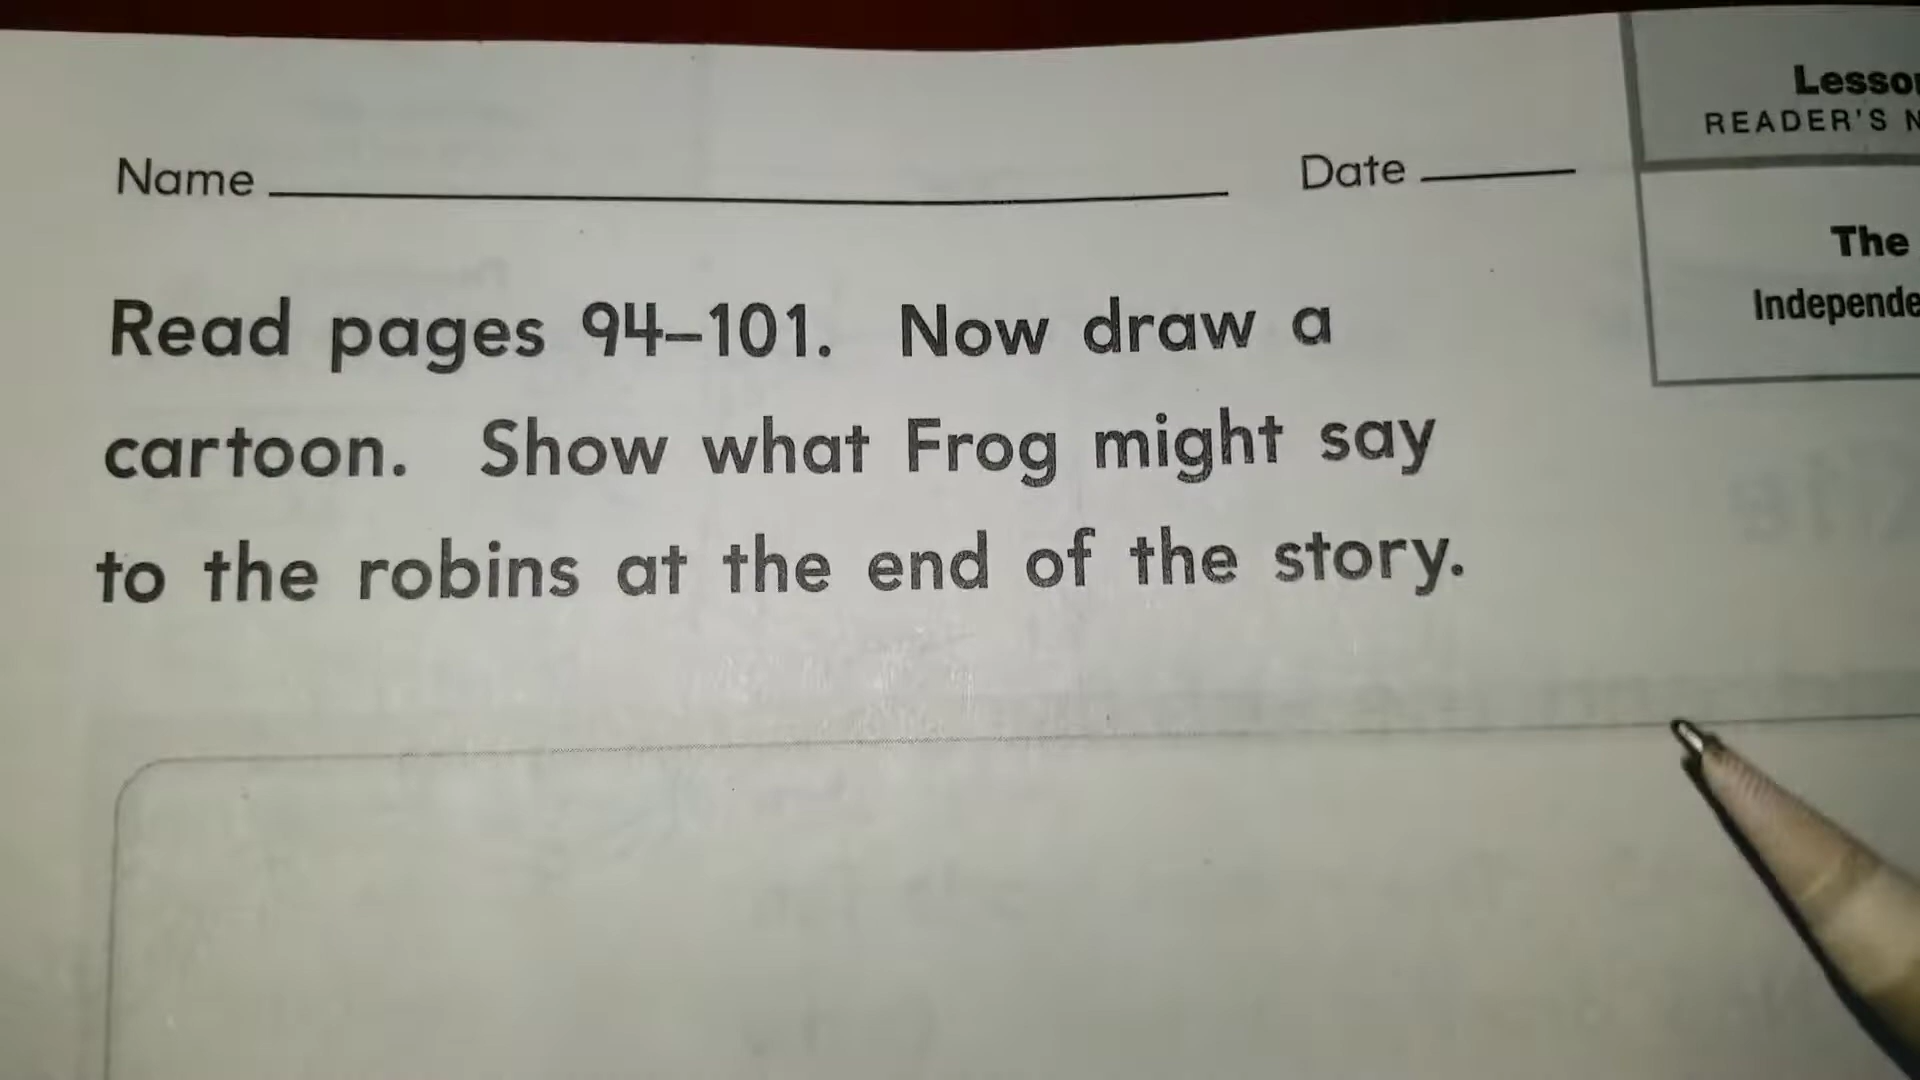 Lesson
READER'S N
Name
Date
The
Independe
Read pages 94–101. Now draw a
cartoon. Show what Frog might say
to the robins at the end of the story.